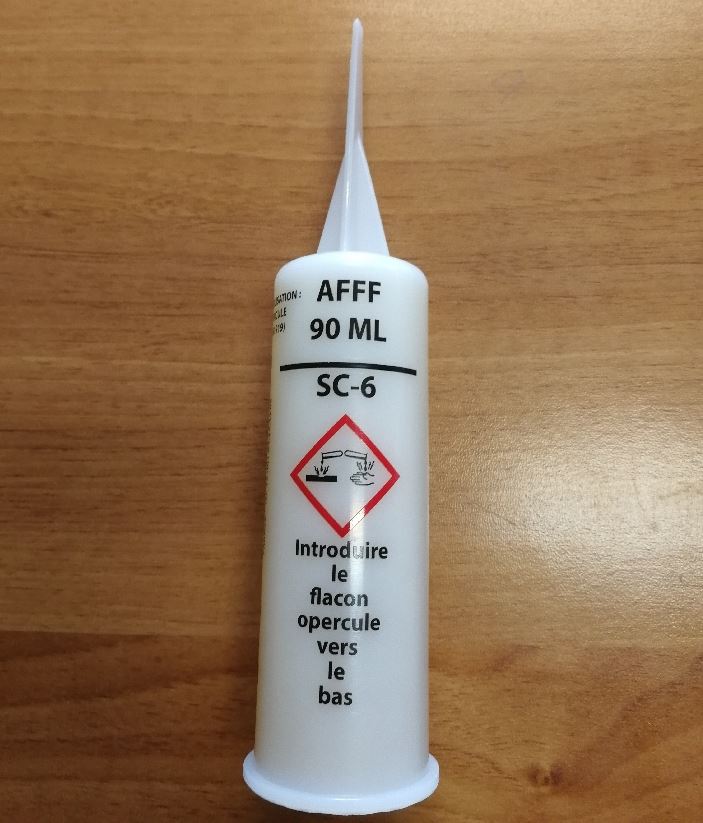 AFFF
90 ML
SC-6
Introduire
le
flacon
opercule
vers
le
bas